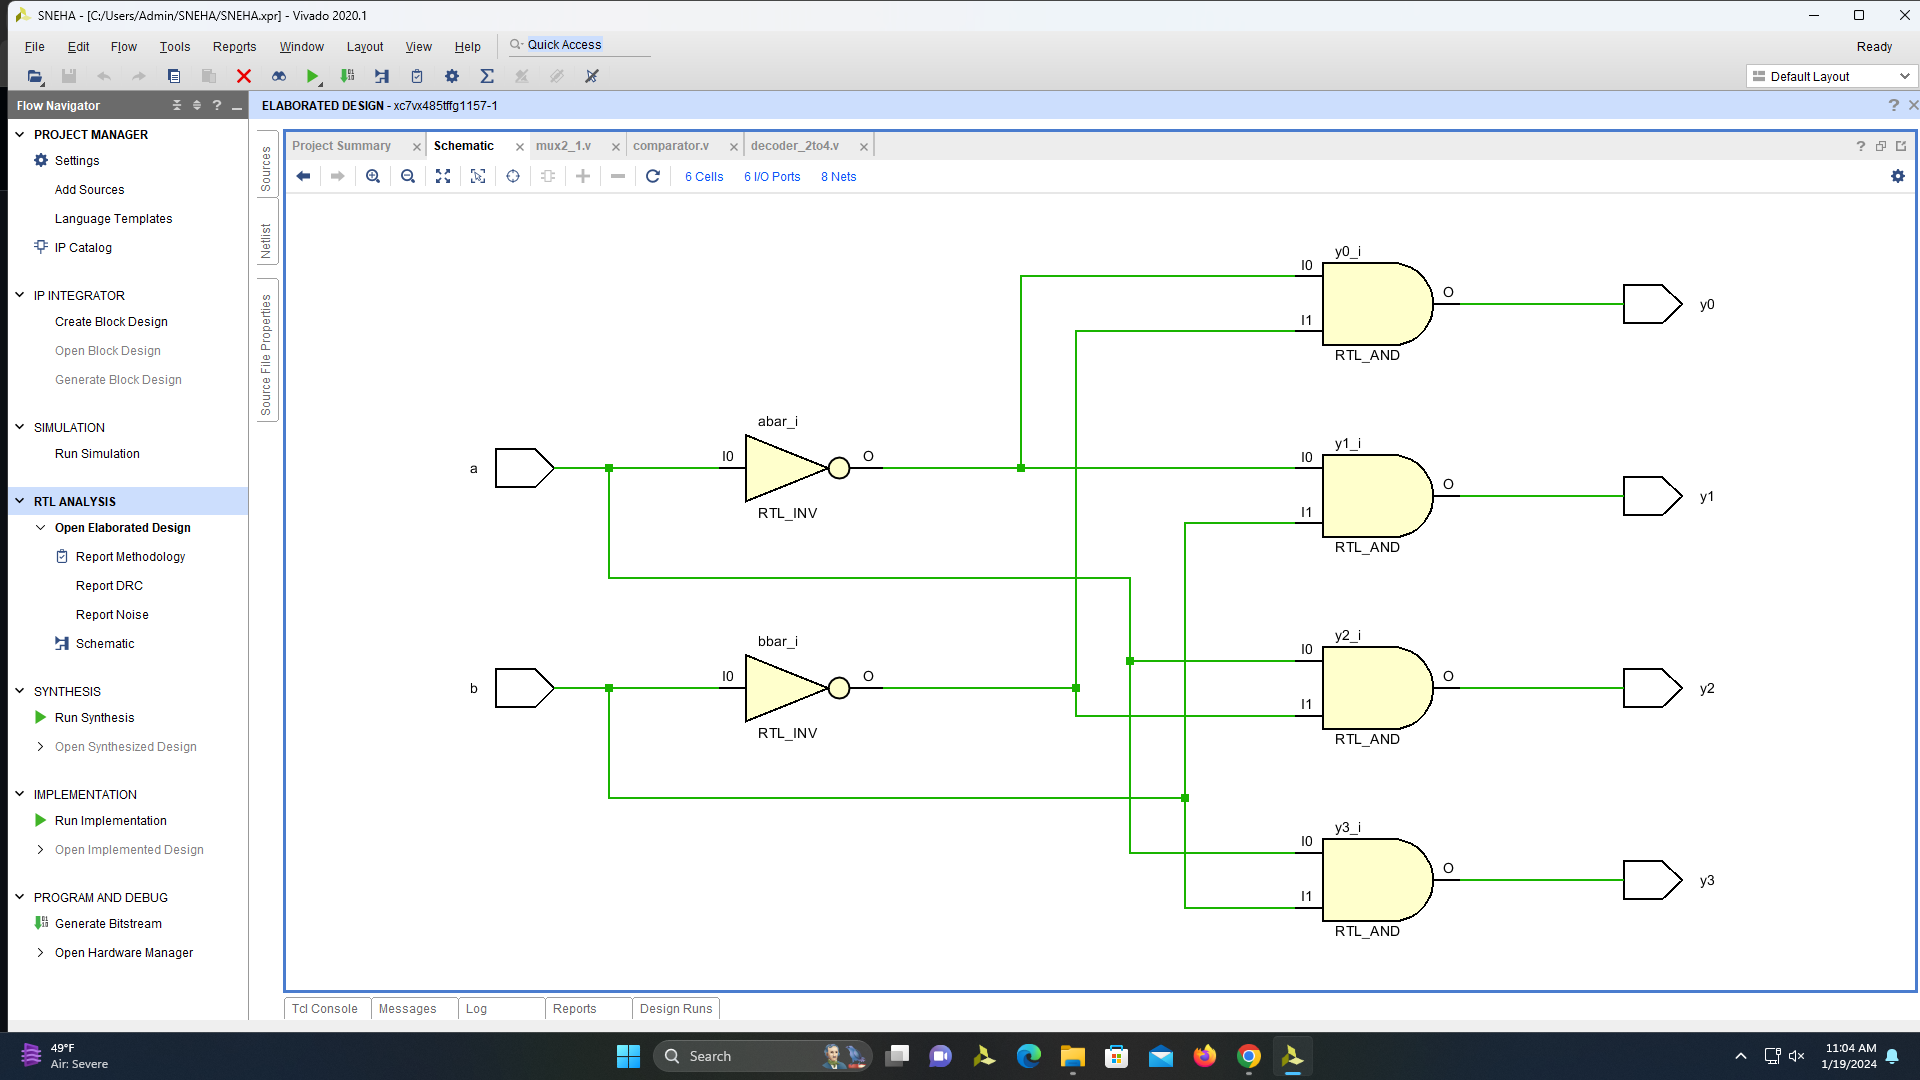 SNEHA - [C:/Users/Admin/SNEHA/SNEHA.xpr] - Vivado 2020.1
File Edit Flow Tools Reports Window Layout View Help Quick Access Ready
Default Layout
Flow Navigator
ELABORATED DESIGN - xc7vx485tffg1157-1
PROJECT MANAGER
Settings
Add Sources
Language Templates
IP Catalog
IP INTEGRATOR
Create Block Design
Open Block Design
Generate Block Design
SIMULATION
Run Simulation
RTL ANALYSIS
Open Elaborated Design
Report Methodology
Report DRC
Report Noise
Schematic
SYNTHESIS
Run Synthesis
Open Synthesized Design
IMPLEMENTATION
Run Implementation
Open Implemented Design
PROGRAM AND DEBUG
Generate Bitstream
Open Hardware Manager
Sources
Netlist
Source File Properties
Project Summary Schematic mux2_1.v comparator.v decoder_2to4.v
6 Cells 6 I/O Ports 8 Nets
y0_i
I0
O
y0
I1
RTL_AND
abar_i
a
I0
O
RTL_INV
y1_i
I0
O
y1
I1
RTL_AND
bbar_i
b
I0
O
RTL_INV
y2_i
I0
O
y2
I1
RTL_AND
y3_i
I0
O
y3
I1
RTL_AND
Tcl Console Messages Log Reports Design Runs
49°F
Air: Severe
Search
11:04 AM
1/19/2024